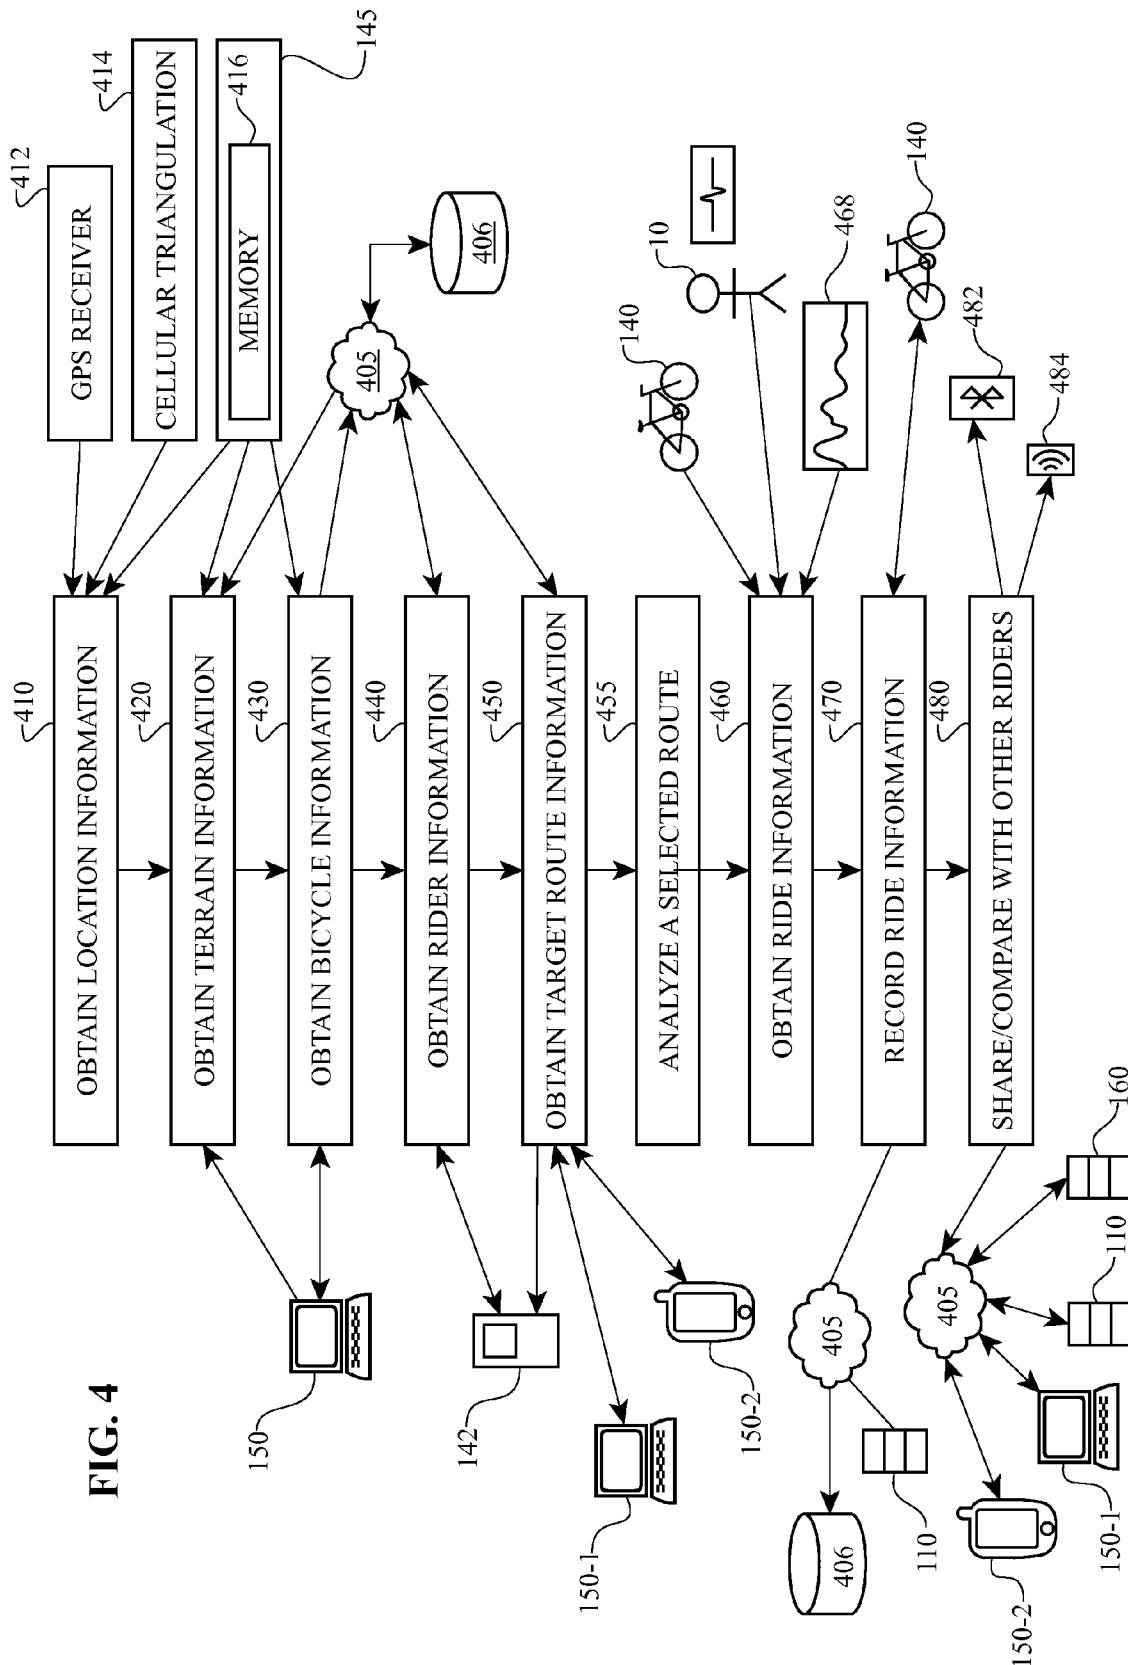 FIG. 4
410
OBTAIN LOCATION INFORMATION
412
GPS RECEIVER
414
CELLULAR TRIANGULATION
145
416
MEMORY
420
OBTAIN TERRAIN INFORMATION
150
430
OBTAIN BICYCLE INFORMATION
405
406
440
OBTAIN RIDER INFORMATION
142
450
OBTAIN TARGET ROUTE INFORMATION
150-1
150-2
455
ANALYZE A SELECTED ROUTE
460
OBTAIN RIDE INFORMATION
140
10
468
470
RECORD RIDE INFORMATION
140
405
406
110
480
SHARE/COMPARE WITH OTHER RIDERS
482
484
405
160
110
150-1
150-2